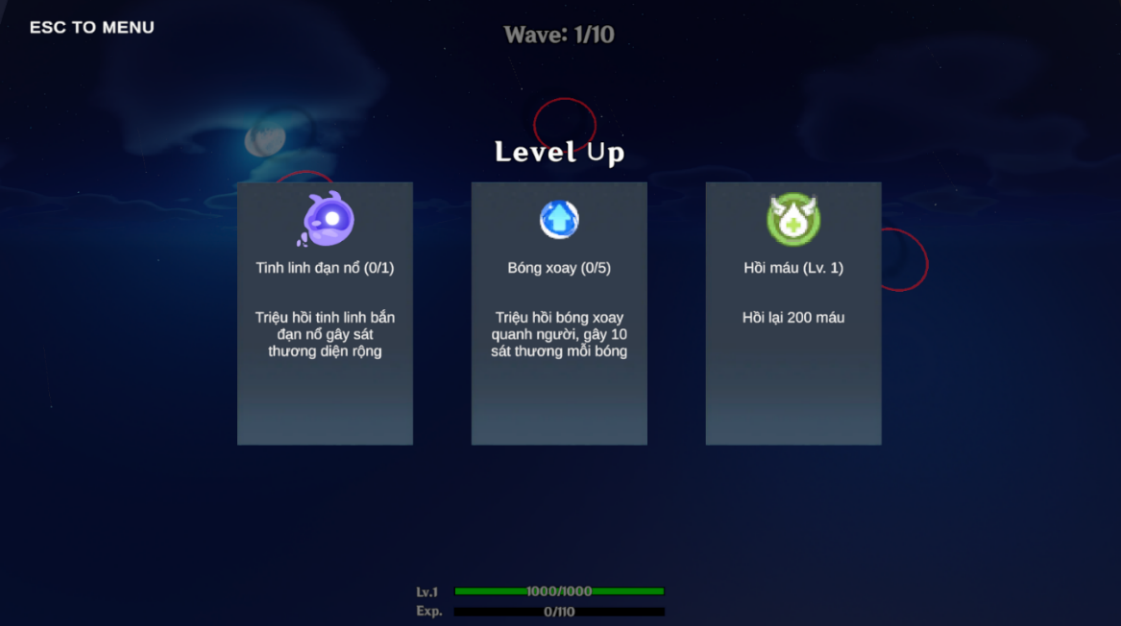 ESC TO MENU
Wave: 1/10
Level Up
Tinh linh đạn nổ (0/1)
Triệu hồi tinh linh bắn
đạn nổ gây sát
thương diện rộng
Bóng xoay (0/5)
Triệu hồi bóng xoay
quanh người, gây 10
sát thương mỗi bóng
Hồi máu (Lv. 1)
Hồi lại 200 máu
Lv.1
1000/1000
Exp.
0/110